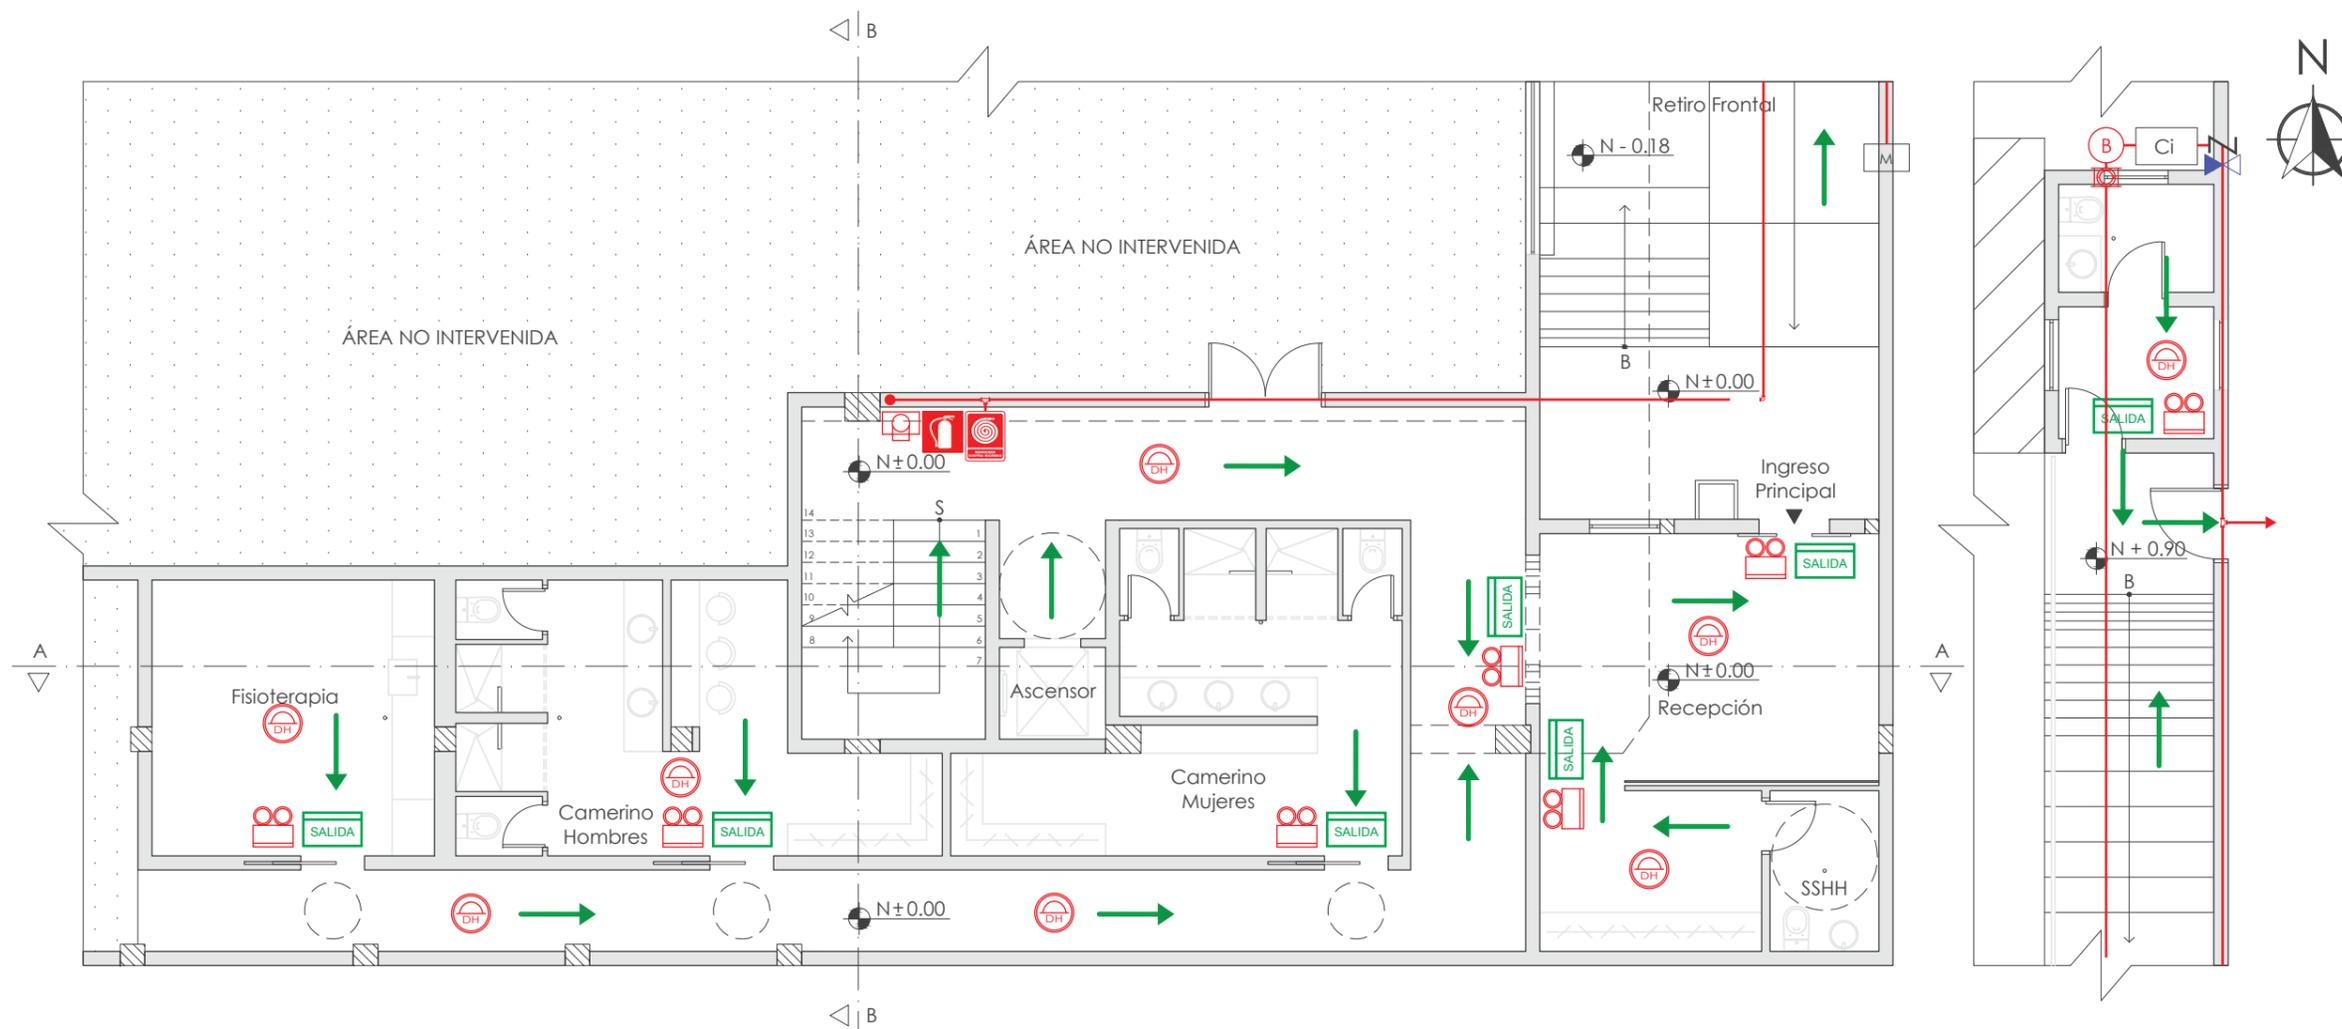 B
N
Retiro Frontal
N - 0.18
M
B
Ci
Z
ÁREA NO INTERVENIDA
ÁREA NO INTERVENIDA
B
N±0.00
DH
SALIDA
N±0.00
DH
Ingreso
Principal
S
14
13
12
11
10
9
8
1
2
3
4
5
6
7
SALIDA
SALIDA
N + 0.90
B
A
A
DH
N±0.00
Recepción
Fisioterapia
DH
Ascensor
DH
SALIDA
DH
Camerino
Mujeres
Camerino
Hombres
SALIDA
SALIDA
SALIDA
DH
SSHH
DH
N±0.00
DH
B